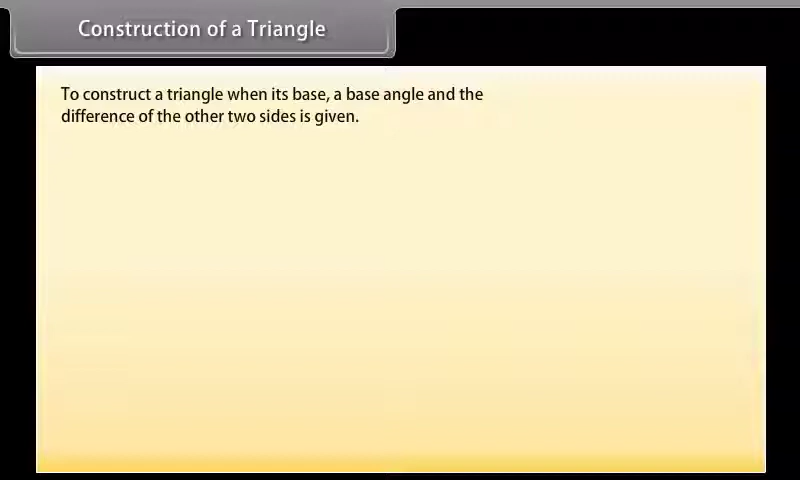 Construction of a Triangle
To construct a triangle when its base, a base angle and the
difference of the other two sides is given.